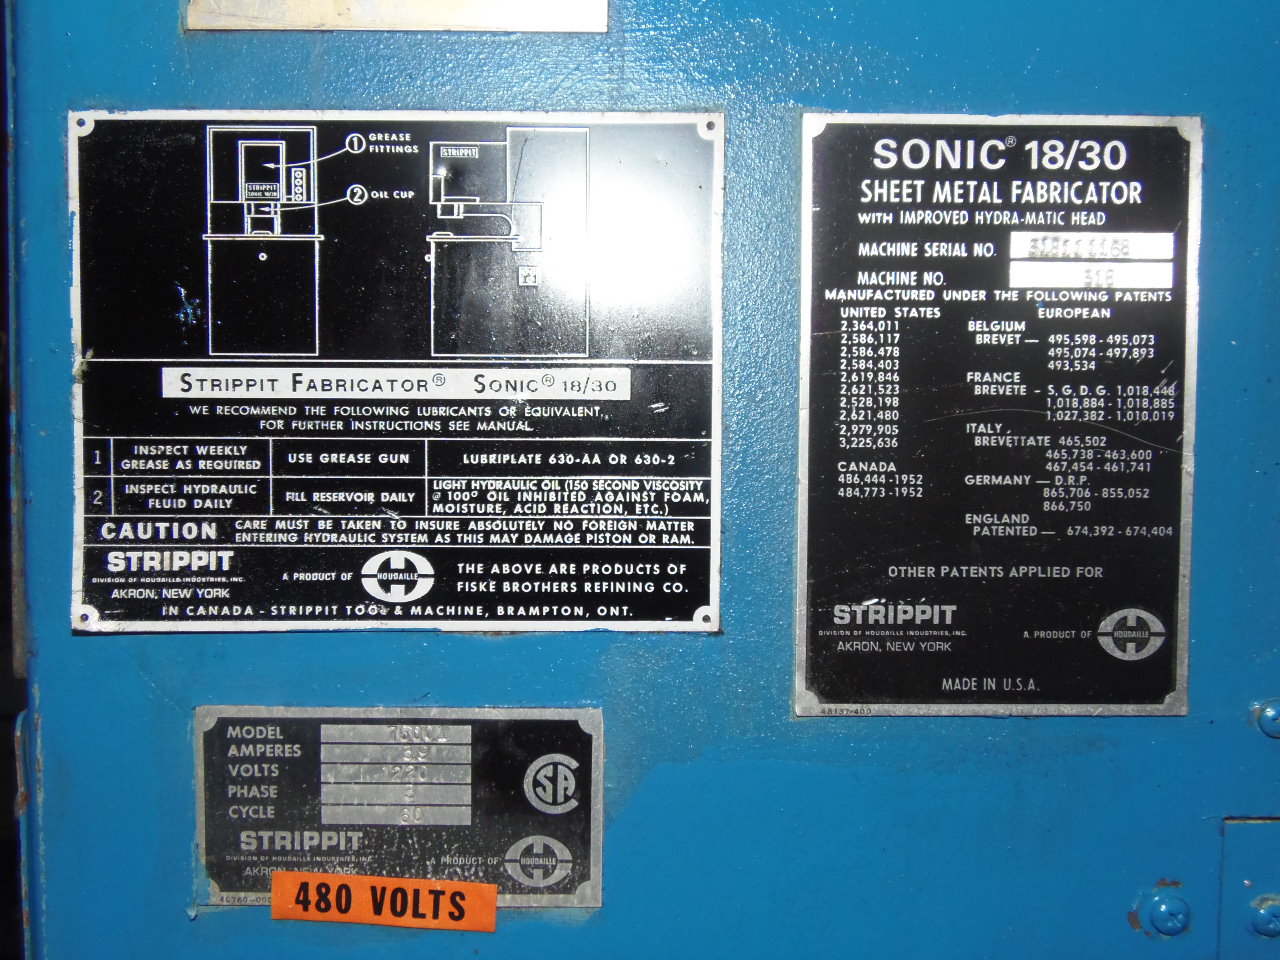 1 GREASE
FITTINGS
STRIPPIT
STRIPPIT
SONIC 18/30
2 OIL CUP
STRIPPIT FABRICATOR® SONIC® 18/30
WE RECOMMEND THE FOLLOWING LUBRICANTS OR EQUIVALENT.
FOR FURTHER INSTRUCTIONS SEE MANUAL.
1 INSPECT WEEKLY
GREASE AS REQUIRED
USE GREASE GUN
LUBRIPLATE 630-AA OR 630-2
2 INSPECT HYDRAULIC
FLUID DAILY
FILL RESERVOIR DAILY
LIGHT HYDRAULIC OIL (150 SECOND VISCOSITY
@ 100° OIL INHIBITED AGAINST FOAM,
MOISTURE, ACID REACTION, ETC.)
CAUTION CARE MUST BE TAKEN TO INSURE ABSOLUTELY NO FOREIGN MATTER
ENTERING HYDRAULIC SYSTEM AS THIS MAY DAMAGE PISTON OR RAM.
STRIPPIT
DIVISION OF HOUDAILLE INDUSTRIES, INC.
AKRON, NEW YORK
A PRODUCT OF HOUDAILLE
THE ABOVE ARE PRODUCTS OF
FISKE BROTHERS REFINING CO.
IN CANADA - STRIPPIT TOOL & MACHINE, BRAMPTON, ONT.
SONIC® 18/30
SHEET METAL FABRICATOR
WITH IMPROVED HYDRA-MATIC HEAD
MACHINE SERIAL NO.
MACHINE NO. 318
MANUFACTURED UNDER THE FOLLOWING PATENTS
UNITED STATES
2,364,011
2,586,117
2,586,478
2,584,403
2,619,846
2,621,523
2,528,198
2,621,480
2,979,905
3,225,636
CANADA
486,444-1952
484,773-1952
EUROPEAN
BELGIUM
BREVET — 495,598 - 495,073
495,074 - 497,893
493,534
FRANCE
BREVETE - S.G.D.G. 1,018,448
1,018,884 - 1,018,885
1,027,382 - 1,010,019
ITALY
BREVETTATE 465,502
465,738 - 463,600
467,454 - 461,741
GERMANY — D.R.P.
865,706 - 855,052
866,750
ENGLAND
PATENTED — 674,392 - 674,404
OTHER PATENTS APPLIED FOR
STRIPPIT
DIVISION OF HOUDAILLE INDUSTRIES, INC.
AKRON, NEW YORK
A PRODUCT OF HOUDAILLE
MADE IN U.S.A.
48137-400
MODEL
AMPERES
VOLTS 220
PHASE 3
CYCLE 60
SA
STRIPPIT
DIVISION OF HOUDAILLE INDUSTRIES, INC.
AKRON, NEW YORK
A PRODUCT OF HOUDAILLE
480 VOLTS